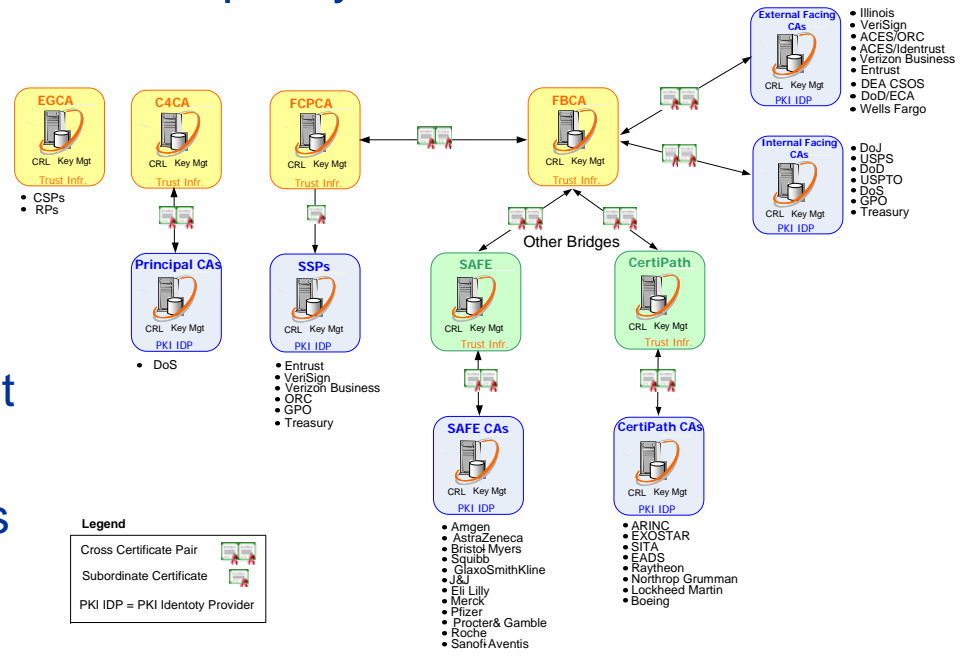 External Facing
CAs
CRL Key Mgt
PKI IDP
• Illinois
• VeriSign
• ACES/ORC
• ACES/Identrust
• Verizon Business
• Entrust
• DEA CSOS
• DoD/ECA
• Wells Fargo
EGCA
CRL Key Mgt
Trust Infr.
• CSPs
• RPs
C4CA
CRL Key Mgt
Trust Infr.
FCPCA
CRL Key Mgt
Trust Infr.
FBCA
CRL Key Mgt
Trust Infr.
Internal Facing
CAs
CRL Key Mgt
PKI IDP
• DoJ
• USPS
• DoD
• USPTO
• DoS
• GPO
• Treasury
Other Bridges
Principal CAs
CRL Key Mgt
PKI IDP
• DoS
SSPs
CRL Key Mgt
PKI IDP
• Entrust
• VeriSign
• Verizon Business
• ORC
• GPO
• Treasury
SAFE
CRL Key Mgt
Trust Infr.
CertiPath
CRL Key Mgt
Trust Infr.
t
s
SAFE CAs
CRL Key Mgt
PKI IDP
• Amgen
• AstraZeneca
• Bristol-Myers
• Squibb
• GlaxoSmithKline
• J&J
• Eli Lilly
• Merck
• Pfizer
• Procter& Gamble
• Roche
• Sanofi-Aventis
CertiPath CAs
CRL Key Mgt
PKI IDP
• ARINC
• EXOSTAR
• SITA
• EADS
• Raytheon
• Northrop Grumman
• Lockheed Martin
• Boeing
Legend
Cross Certificate Pair
Subordinate Certificate
PKI IDP = PKI Identoty Provider